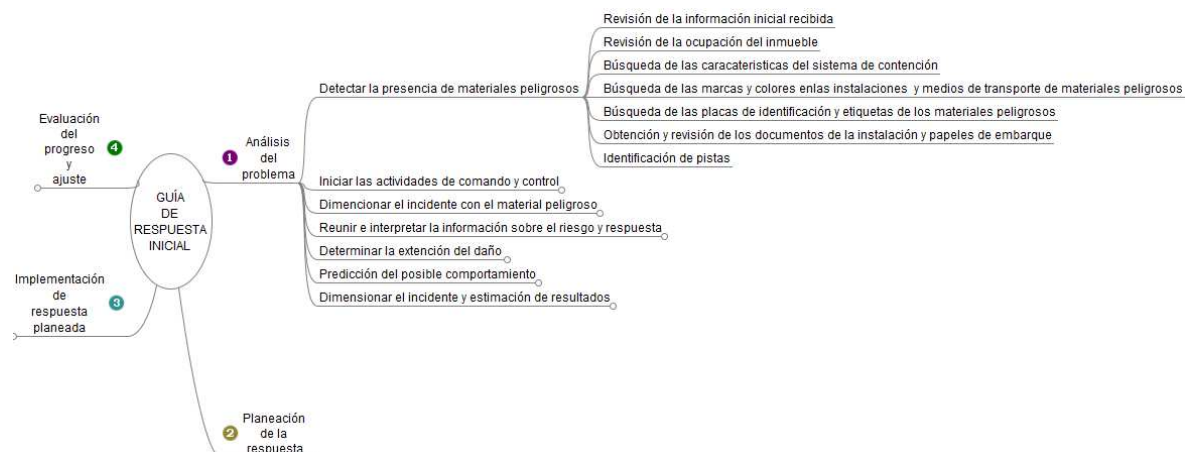 GUÍA
DE
RESPUESTA
INICIAL
1
Análisis
del
problema
Detectar la presencia de materiales peligrosos
Revisión de la información inicial recibida
Revisión de la ocupación del inmueble
Búsqueda de las caracateristicas del sistema de contención
Búsqueda de las marcas y colores enlas instalaciones y medios de transporte de materiales peligrosos
Búsqueda de las placas de identificación y etiquetas de los materiales peligrosos
Obtención y revisión de los documentos de la instalación y papeles de embarque
Identificación de pistas
Iniciar las actividades de comando y control
Dimencionar el incidente con el material peligroso
Reunir e interpretar la información sobre el riesgo y respuesta
Determinar la extención del daño
Predicción del posible comportamiento
Dimensionar el incidente y estimación de resultados
2
Planeación
de la
respuesta
3
Implementación
de
respuesta
planeada
4
Evaluación
del
progreso
y
ajuste